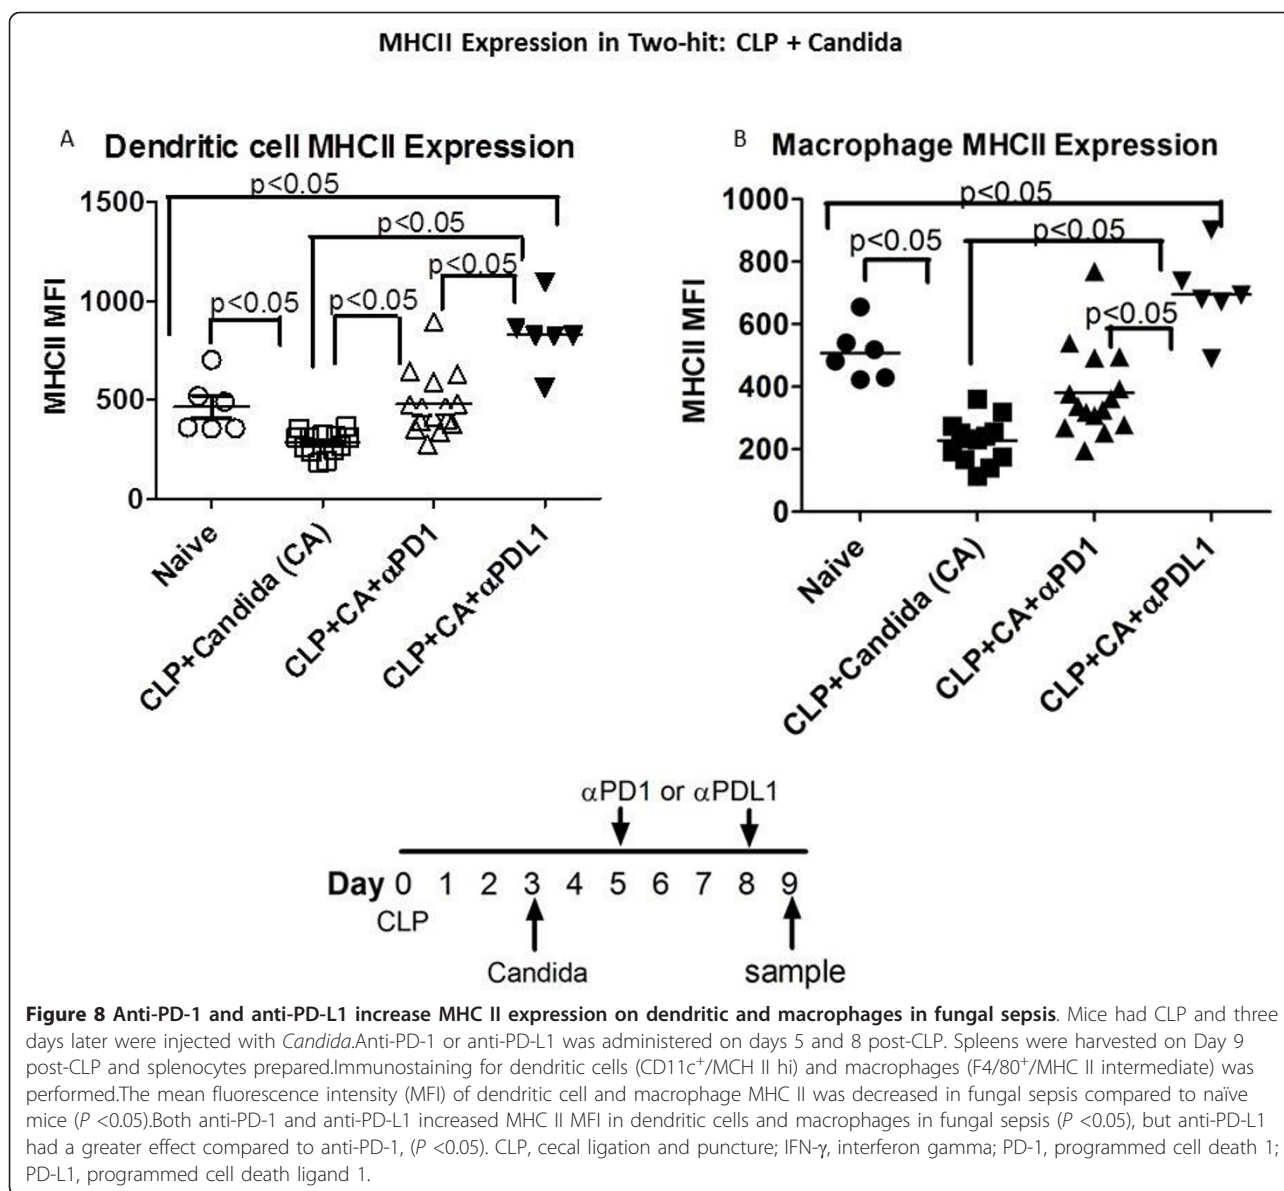 MHCII Expression in Two-hit: CLP + Candida
A Dendritic cell MHCII Expression
MHCII MFI
1500
1000
500
0
p<0.05
p<0.05
p<0.05
p<0.05
p<0.05
Naive
CLP+Candida (CA)
CLP+CA+αPD1
CLP+CA+αPDL1
B Macrophage MHCII Expression
MHCII MFI
1000
800
600
400
200
0
p<0.05
p<0.05
p<0.05
p<0.05
Naive
CLP+Candida (CA)
CLP+CA+αPD1
CLP+CA+αPDL1
αPD1 or αPDL1
Day 0 1 2 3 4 5 6 7 8 9
CLP
Candida
sample
Figure 8 Anti-PD-1 and anti-PD-L1 increase MHC II expression on dendritic and macrophages in fungal sepsis. Mice had CLP and three
days later were injected with Candida.Anti-PD-1 or anti-PD-L1 was administered on days 5 and 8 post-CLP. Spleens were harvested on Day 9
post-CLP and splenocytes prepared.Immunostaining for dendritic cells (CD11c⁺/MCH II hi) and macrophages (F4/80⁺/MHC II intermediate) was
performed.The mean fluorescence intensity (MFI) of dendritic cell and macrophage MHC II was decreased in fungal sepsis compared to naïve
mice (P <0.05).Both anti-PD-1 and anti-PD-L1 increased MHC II MFI in dendritic cells and macrophages in fungal sepsis (P <0.05), but anti-PD-L1
had a greater effect compared to anti-PD-1, (P <0.05). CLP, cecal ligation and puncture; IFN-γ, interferon gamma; PD-1, programmed cell death 1;
PD-L1, programmed cell death ligand 1.